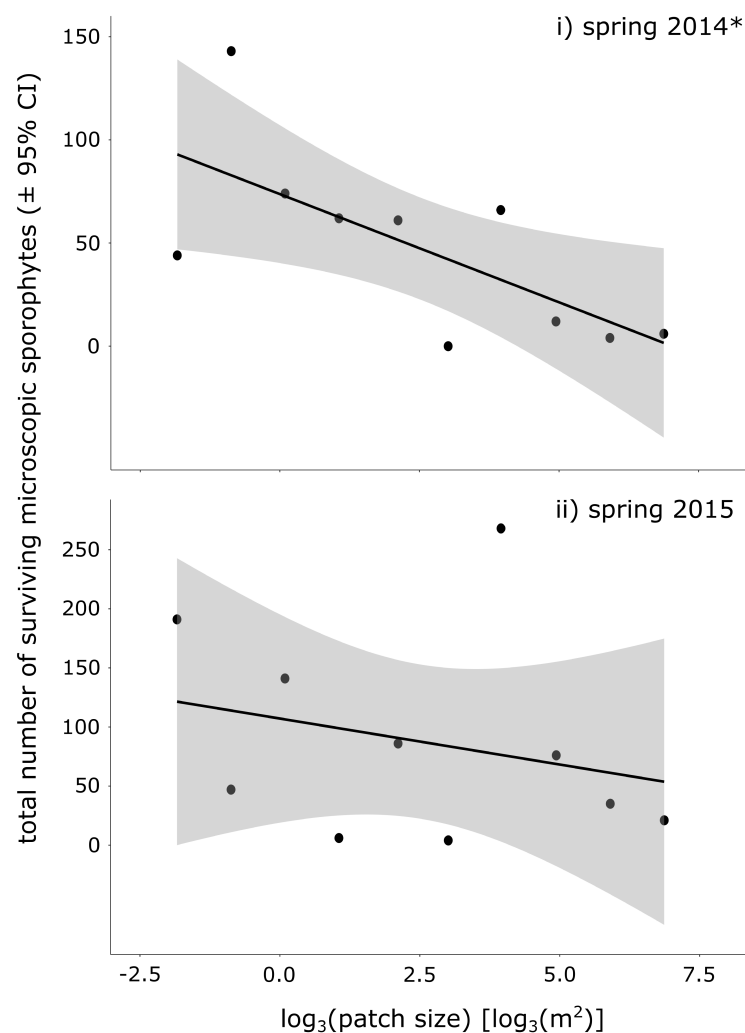 i) spring 2014*
150
100
50
0
total number of surviving microscopic sporophytes (± 95% CI)
ii) spring 2015
250
200
150
100
50
0
-2.5 0.0 2.5 5.0 7.5
log₃(patch size) [log₃(m²)]